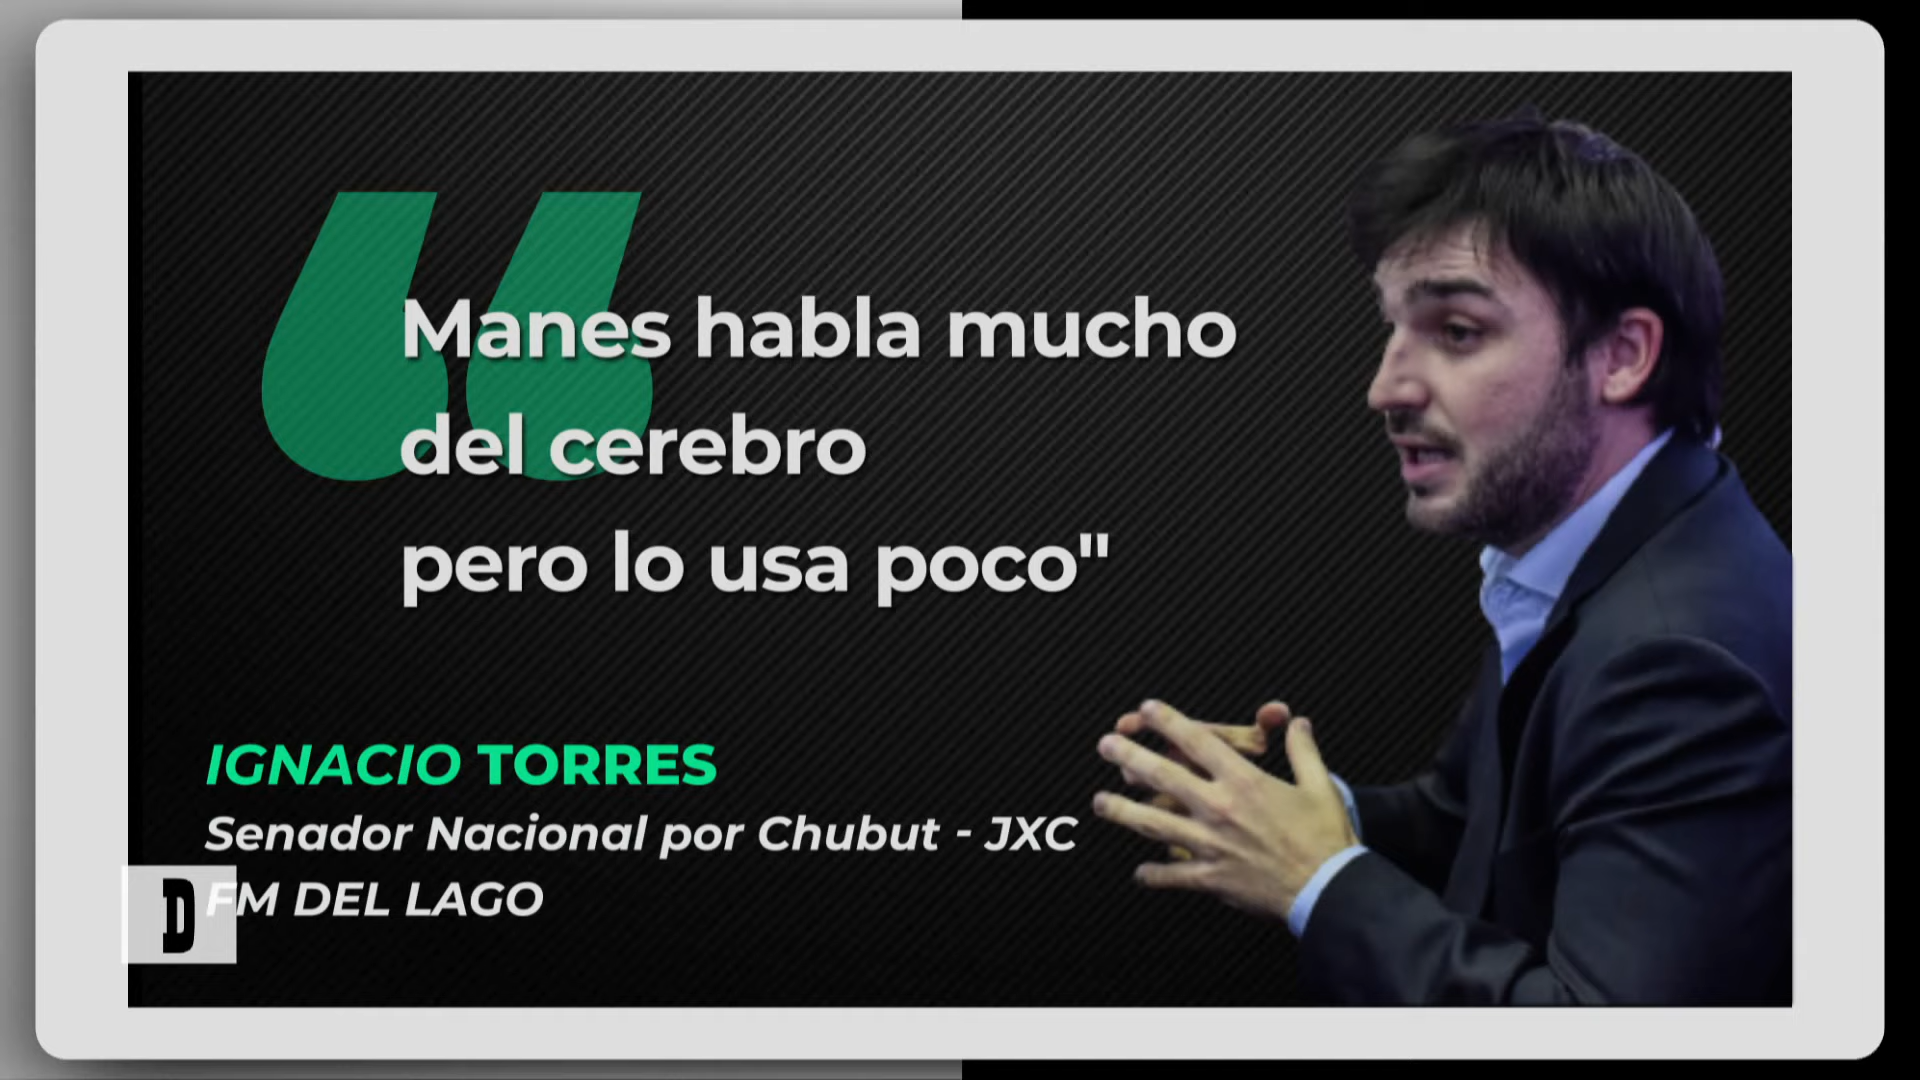 “Manes habla mucho
del cerebro
pero lo usa poco"
IGNACIO TORRES
Senador Nacional por Chubut - JXC
FM DEL LAGO
D